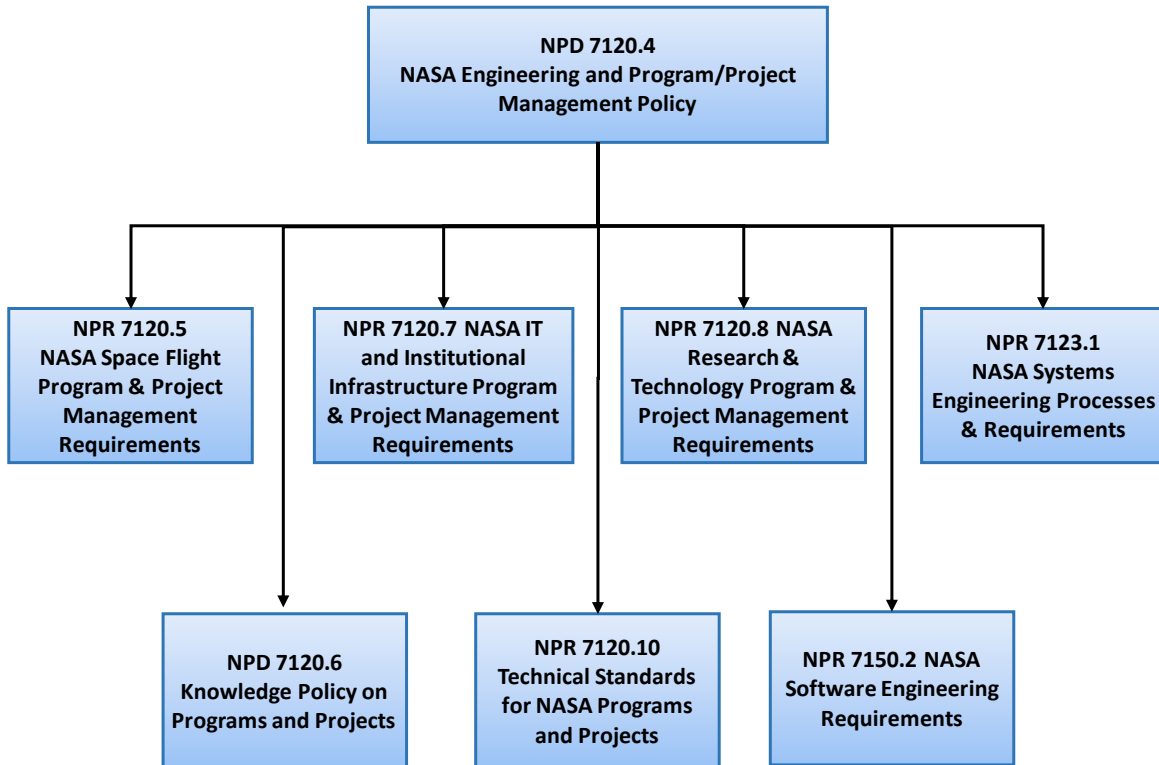 NPD 7120.4
NASA Engineering and Program/Project
Management Policy
NPR 7120.5
NASA Space Flight
Program & Project
Management
Requirements
NPR 7120.7 NASA IT
and Institutional
Infrastructure Program
& Project Management
Requirements
NPR 7120.8 NASA
Research &
Technology Program &
Project Management
Requirements
NPR 7123.1
NASA Systems
Engineering Processes
& Requirements
NPD 7120.6
Knowledge Policy on
Programs and Projects
NPR 7120.10
Technical Standards
for NASA Programs
and Projects
NPR 7150.2 NASA
Software Engineering
Requirements